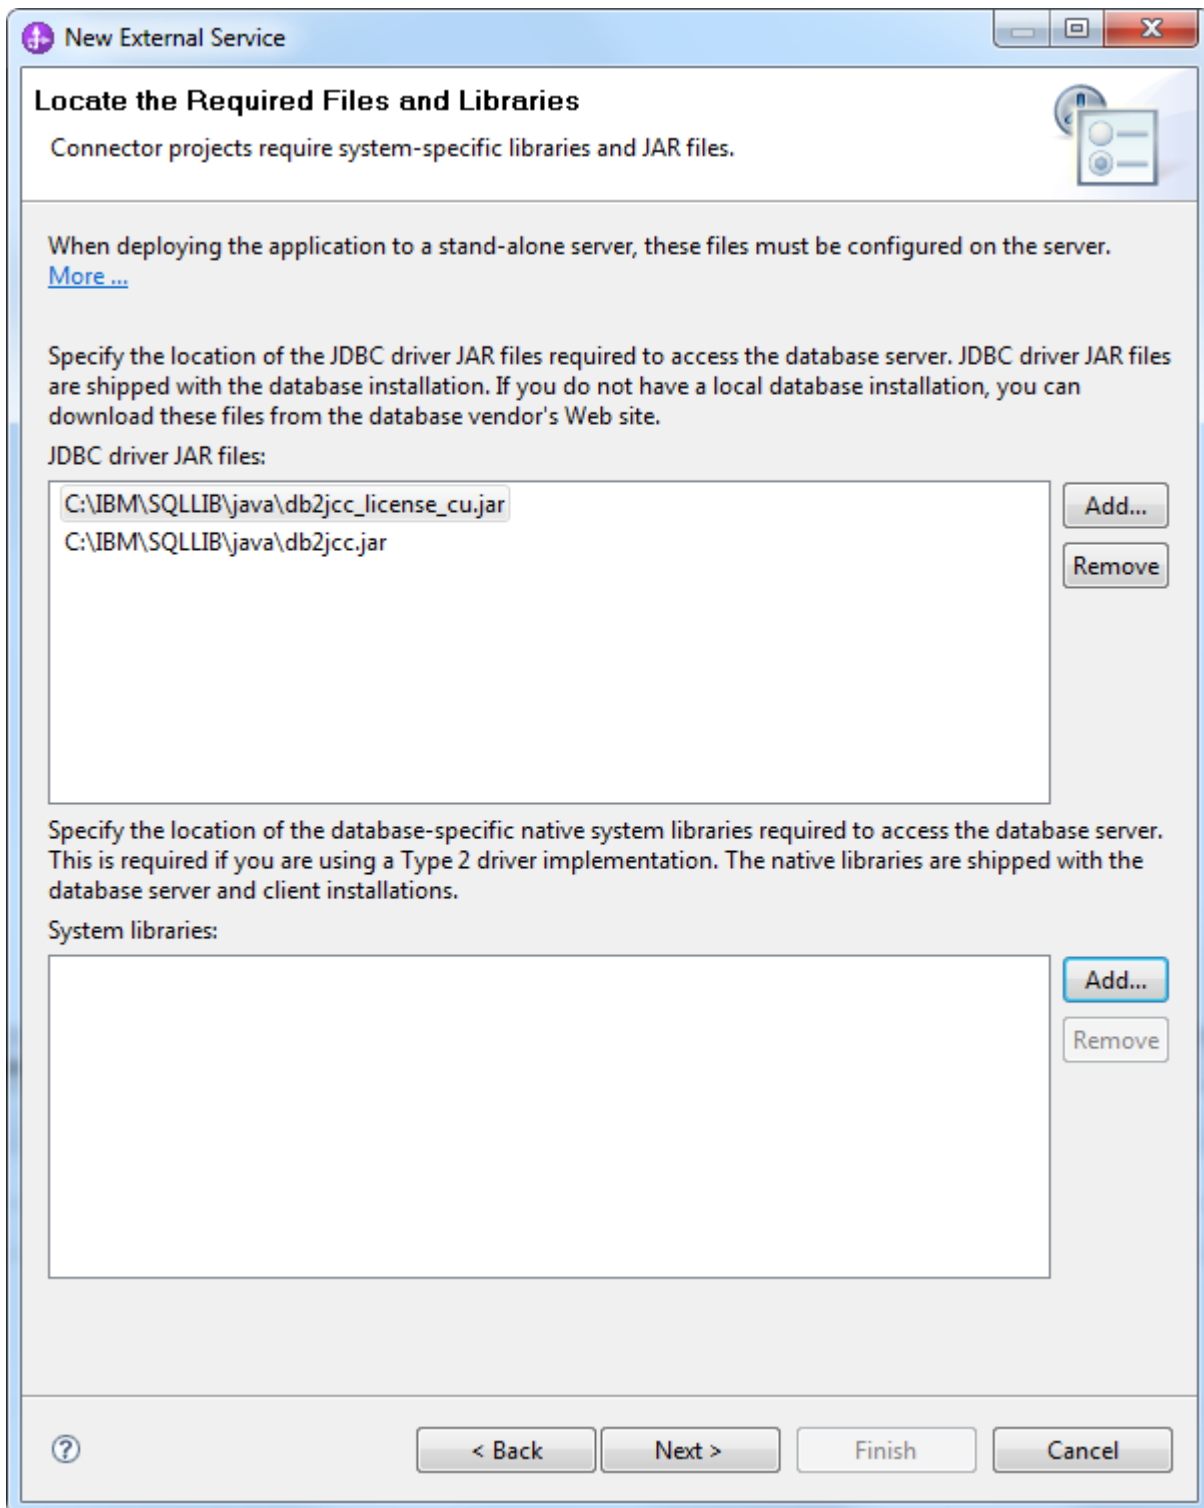 New External Service
Locate the Required Files and Libraries
Connector projects require system-specific libraries and JAR files.
When deploying the application to a stand-alone server, these files must be configured on the server.
More ...
Specify the location of the JDBC driver JAR files required to access the database server. JDBC driver JAR files
are shipped with the database installation. If you do not have a local database installation, you can
download these files from the database vendor's Web site.
JDBC driver JAR files:
C:\IBM\SQLLIB\java\db2jcc_license_cu.jar
C:\IBM\SQLLIB\java\db2jcc.jar
Add...
Remove
Specify the location of the database-specific native system libraries required to access the database server.
This is required if you are using a Type 2 driver implementation. The native libraries are shipped with the
database server and client installations.
System libraries:
Add...
Remove
?
< Back
Next >
Finish
Cancel